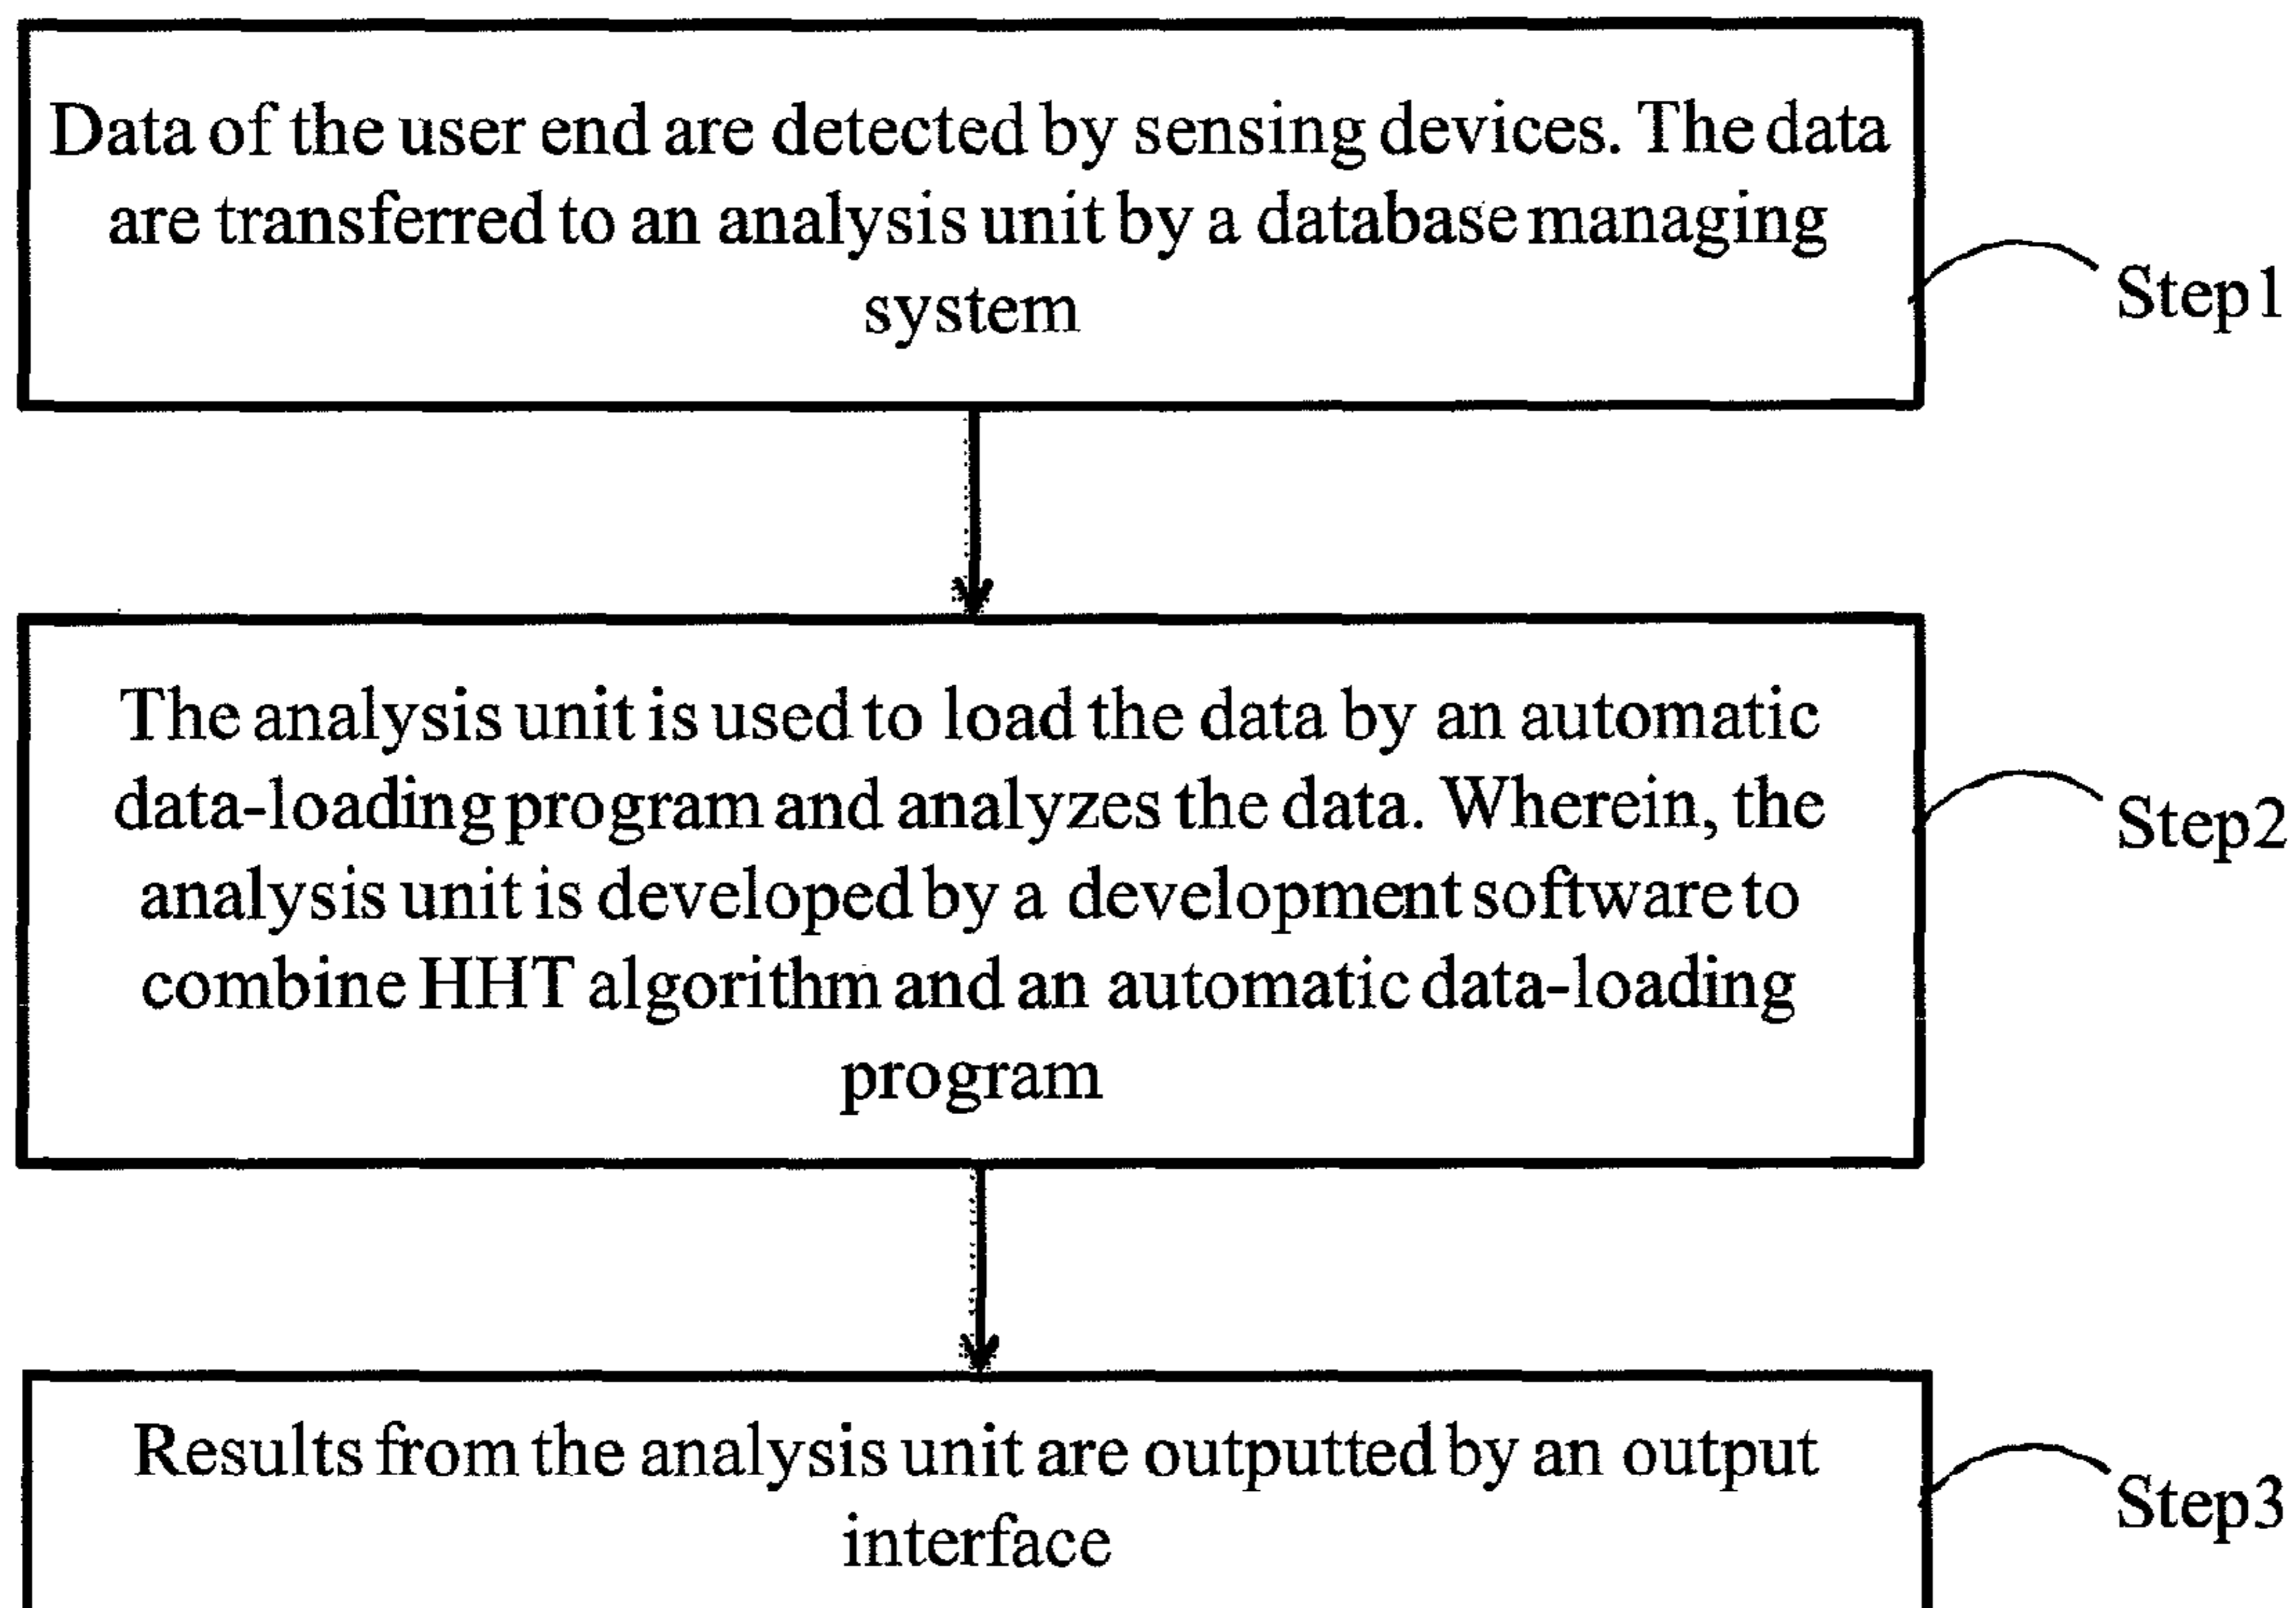 Data of the user end are detected by sensing devices. The data
are transferred to an analysis unit by a database managing
system
Step1
The analysis unit is used to load the data by an automatic
data-loading program and analyzes the data. Wherein, the
analysis unit is developed by a development software to
combine HHT algorithm and an automatic data-loading
program
Step2
Results from the analysis unit are outputted by an output
interface
Step3